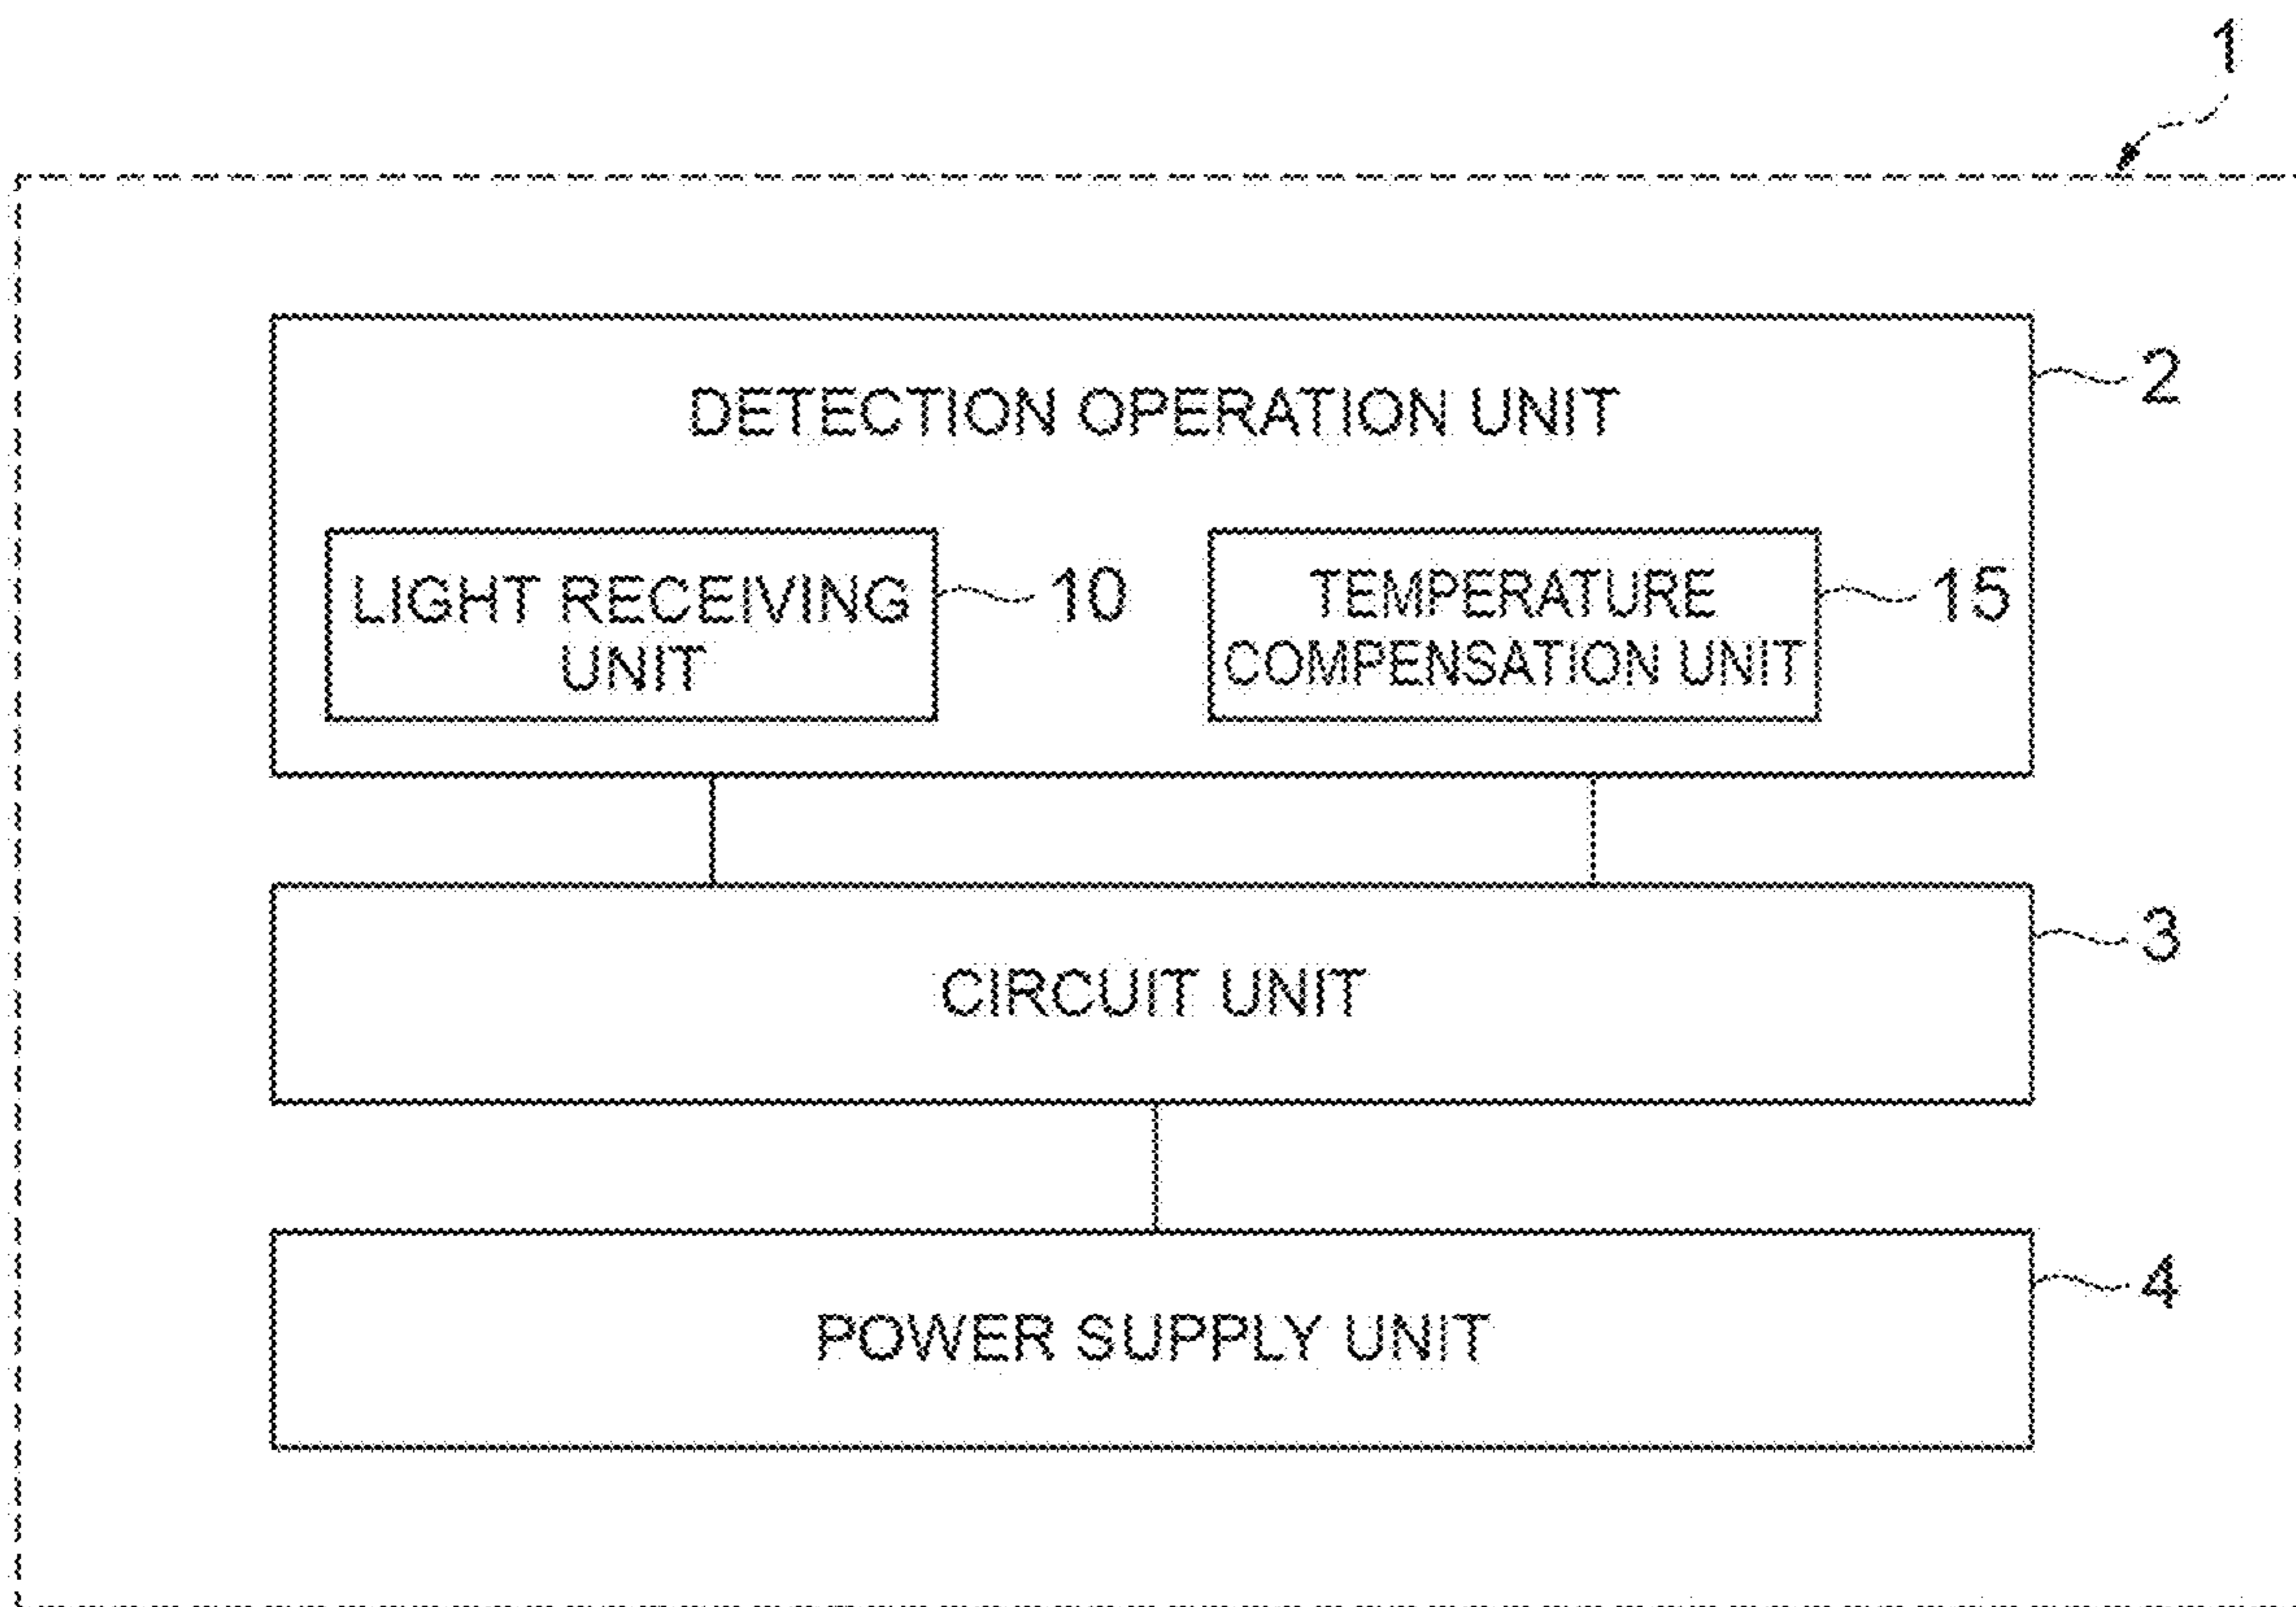 1
DETECTION OPERATION UNIT
2
LIGHT RECEIVING
UNIT
10
TEMPERATURE
COMPENSATION UNIT
15
CIRCUIT UNIT
3
POWER SUPPLY UNIT
4